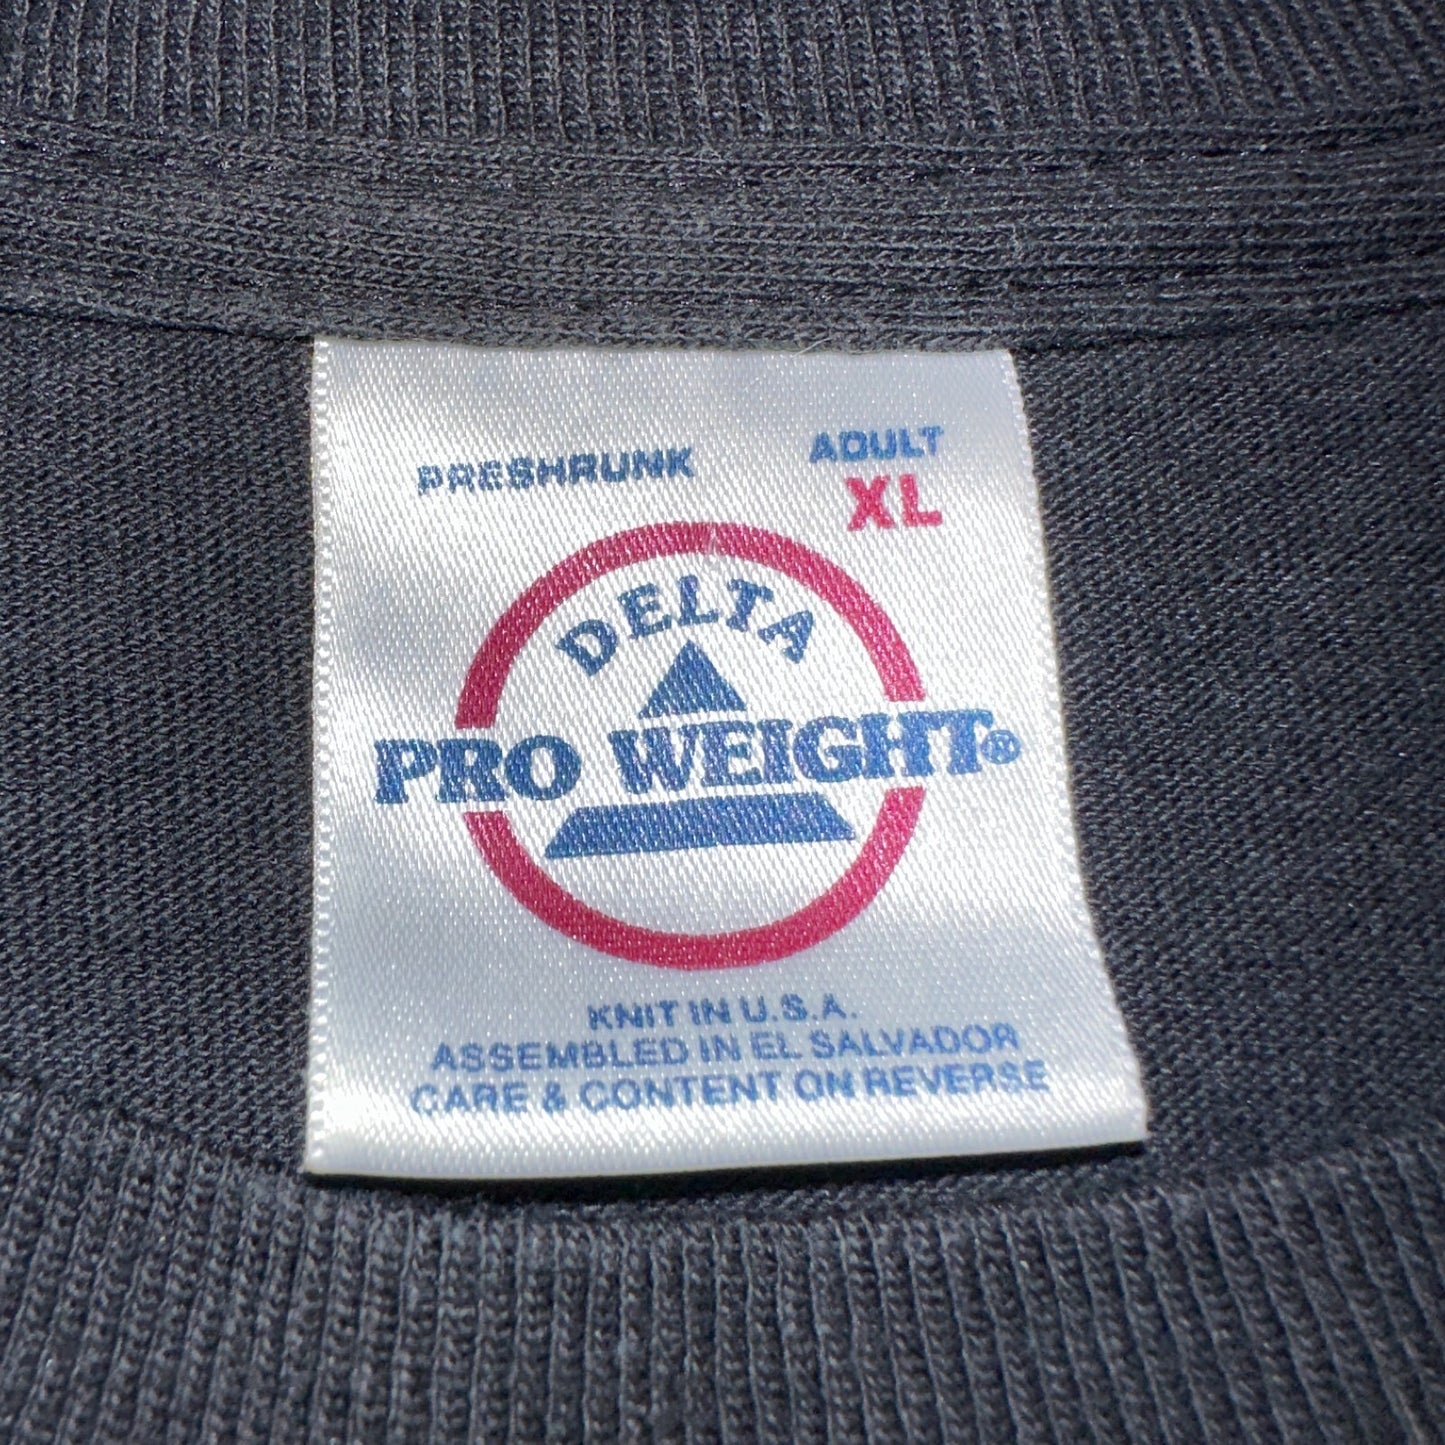 PRESHRUNK
ADULT
XL
DELTA
PRO WEIGHT®
KNIT IN U.S.A.
ASSEMBLED IN EL SALVADOR
CARE & CONTENT ON REVERSE